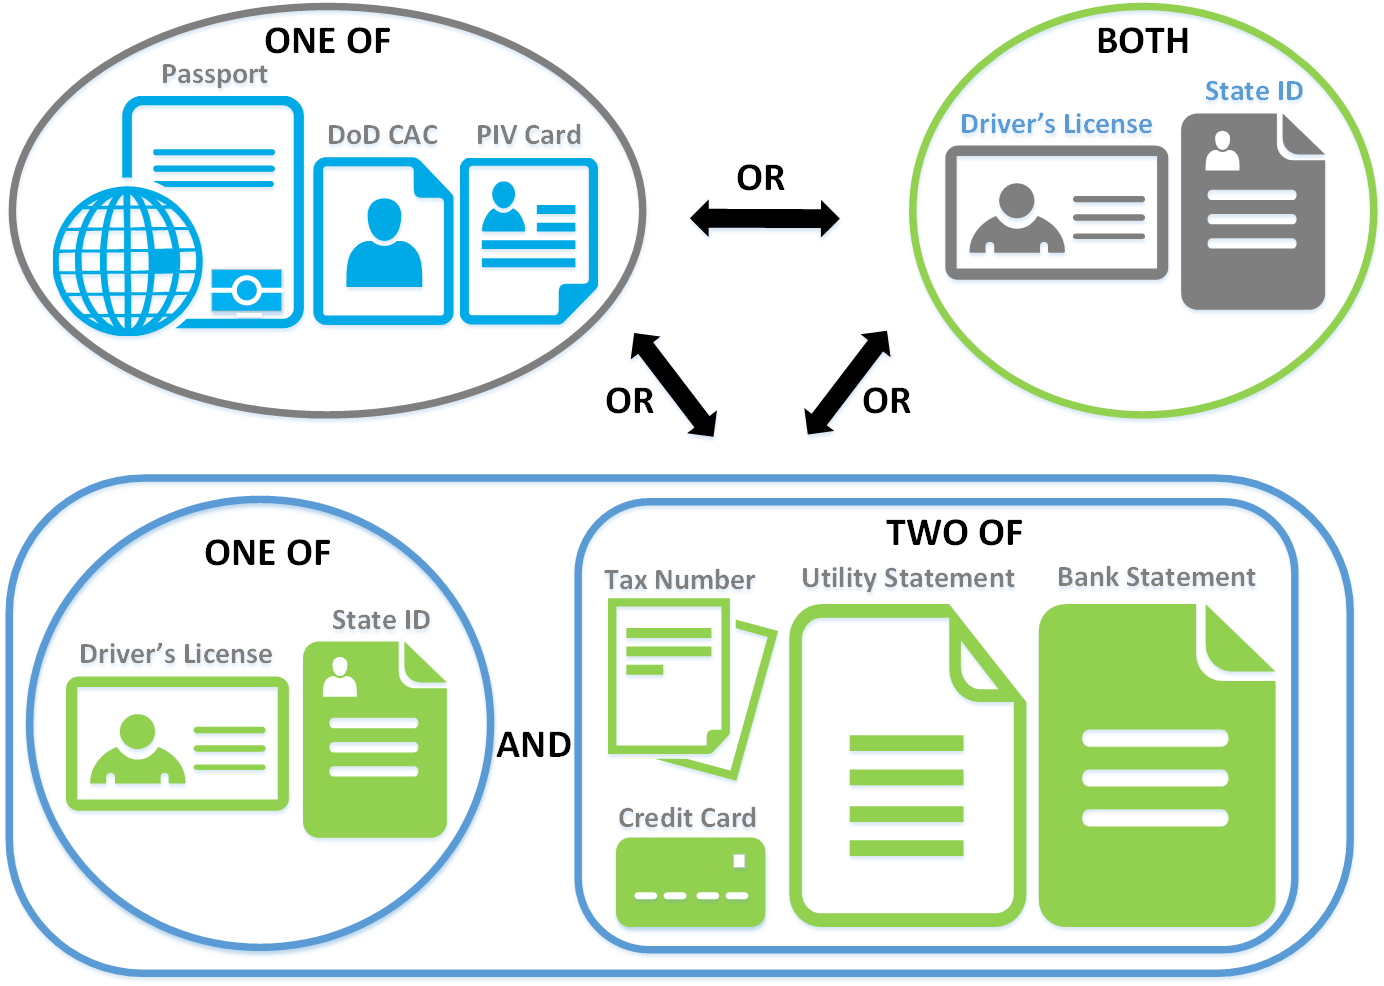 ONE OF
Passport
DoD CAC
PIV Card
OR
BOTH
State ID
Driver's License
OR
OR
ONE OF
State ID
Driver's License
AND
TWO OF
Tax Number
Utility Statement
Bank Statement
Credit Card